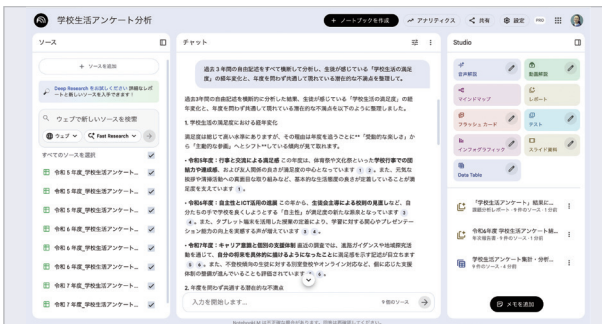 学校生活アンケート分析
+ ノートブックを作成
アナリティクス
共有
設定
PRO
ソース
+ ソースを追加
Deep Research をお試しください 詳細なレポートと新しいソースを入手できます！
ウェブで新しいソースを検索
ウェブ
Fast Research
すべてのソースを選択
令和 5 年度_学校生活アンケート...
令和 5 年度_学校生活アンケート...
令和 5 年度_学校生活アンケート...
令和 6 年度_学校生活アンケート...
令和 6 年度_学校生活アンケート...
令和 6 年度_学校生活アンケート...
令和 7 年度_学校生活アンケート...
令和 7 年度_学校生活アンケート...
チャット
過去 3 年間の自由記述をすべて横断して分析し、生徒が感じている「学校生活の満足
度」の経年変化と、年度を問わず共通して現れている潜在的な不満点を整理して。
過去3年間の自由記述を横断的に分析した結果、生徒が感じている「学校生活の満足度」の経
年変化と、年度を問わず共通して現れている潜在的な不満点を以下のように整理しました。
1. 学校生活の満足度における経年変化
満足度は総じて高い水準にありますが、その理由は年度を追うごとに**「受動的な楽しさ」か
ら「主動的な参画」へとシフト**している傾向が見て取れます。
・令和5年度：行事と交流による満足感 この年度は、体育祭や文化祭といった学校行事での団
結力や達成感、および友人関係の良さが満足度の中心となっています 1 2 。また、元気な
挨拶や清掃活動への真面目な取り組みなど、基本的な生活態度の良さが定着していることが満
足度を支えています 1 。
・令和6年度：自主性とICT活用の進展 この年から、生徒会主導による校則の見直しなど、自
分たちの手で学校を良くしようとする「自主性」が満足度の新たな源泉となっています 3
4 。また、タブレット端末を活用した授業の定着により、学習に対する関心やプレゼンテー
ション能力の向上を実感する声が増えています 3 4 。
・令和7年度：キャリア意識と個別の支援体制 直近の調査では、進路ガイダンスや地域探究活
動を通じて、自分の将来を具体的に描けるようになったことに満足感を示す記述が目立ちます
5 6 。また、不登校傾向の生徒に対する別室登校やオンライン対応など、個に応じた支援
体制の整備が進んでいることも評価されています
2. 年度を問わず共通する潜在的な不満点
入力を開始します...
9 個のソース
Studio
音声解説
動画解説
マインドマップ
レポート
フラッシュ カード
テスト
インフォグラフィック
スライド資料
Data Table
「学校生活アンケート」結果に...
令和6年度 学校生活アンケート結...
学校生活アンケート集計・分析...
メモを追加